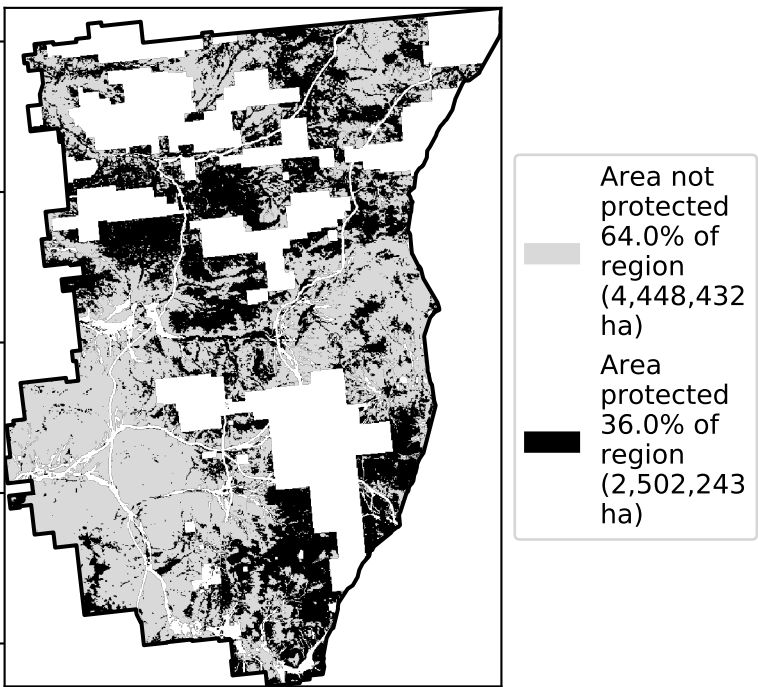 Area not
protected
64.0% of
region
(4,448,432
ha)
Area
protected
36.0% of
region
(2,502,243
ha)